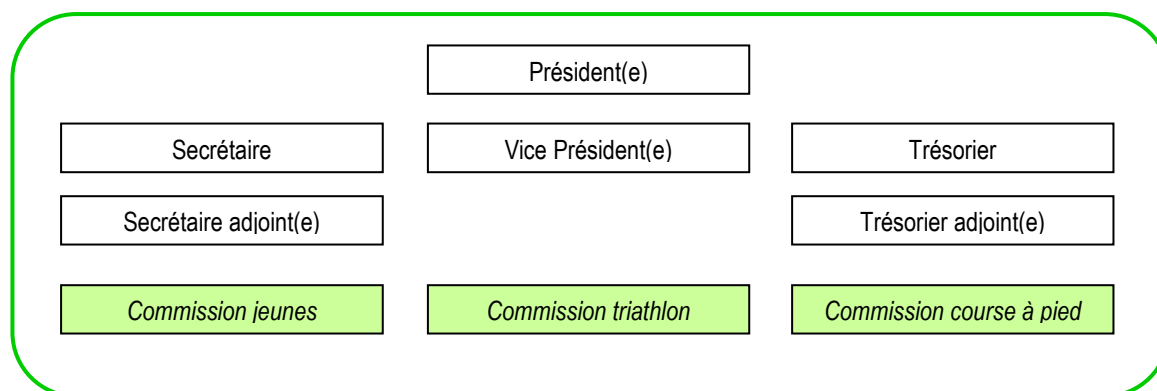 Président(e)
Secrétaire
Vice Président(e)
Trésorier
Secrétaire adjoint(e)
Trésorier adjoint(e)
Commission jeunes
Commission triathlon
Commission course à pied